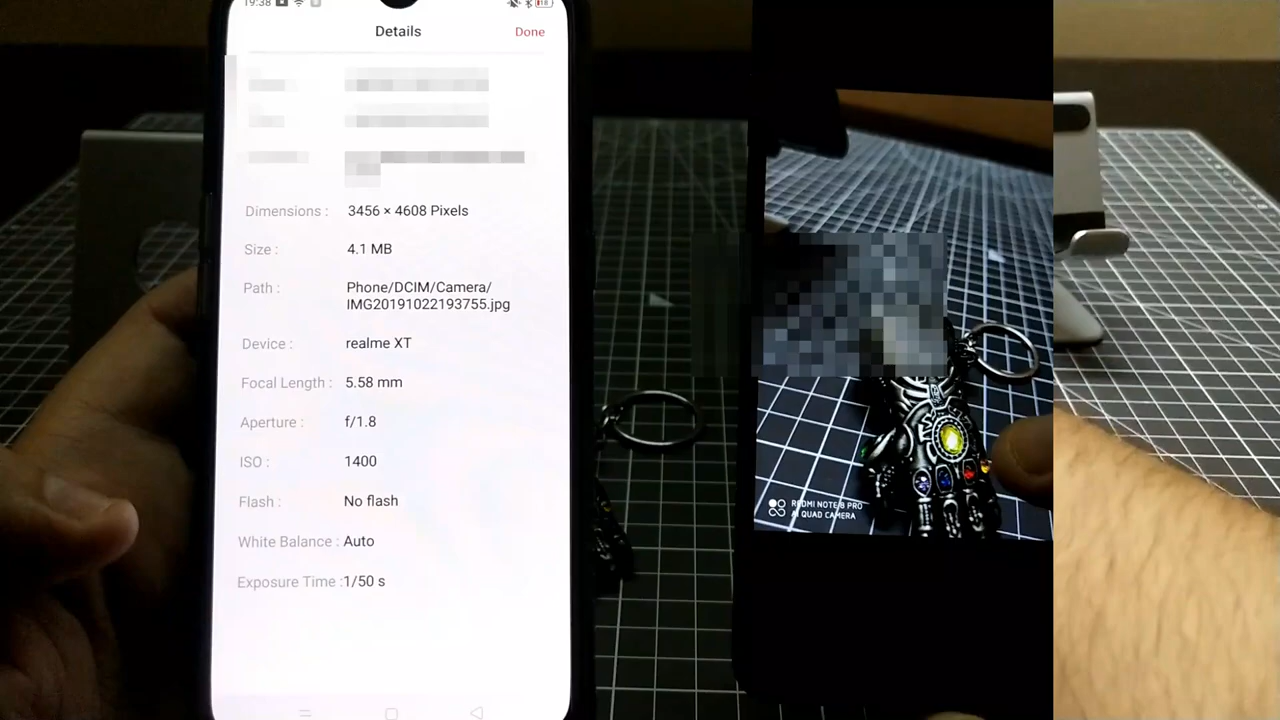 19:38
Details
Done
Dimensions : 3456 × 4608 Pixels
Size : 4.1 MB
Path : Phone/DCIM/Camera/
IMG20191022193755.jpg
Device : realme XT
Focal Length : 5.58 mm
Aperture : f/1.8
ISO : 1400
Flash : No flash
White Balance : Auto
Exposure Time : 1/50 s
REDMI NOTE 8 PRO
AI QUAD CAMERA